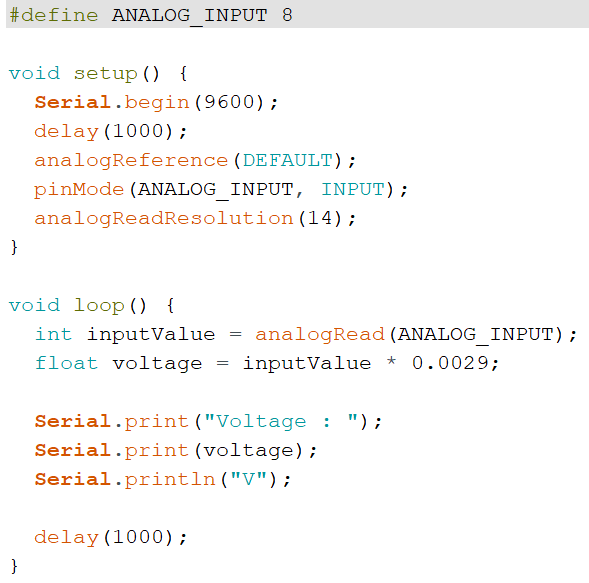 #define ANALOG_INPUT 8
void setup() {
  Serial.begin(9600);
  delay(1000);
  analogReference(DEFAULT);
  pinMode(ANALOG_INPUT, INPUT);
  analogReadResolution(14);
}
void loop() {
  int inputValue = analogRead(ANALOG_INPUT);
  float voltage = inputValue * 0.0029;
  Serial.print("Voltage : ");
  Serial.print(voltage);
  Serial.println("V");
  delay(1000);
}